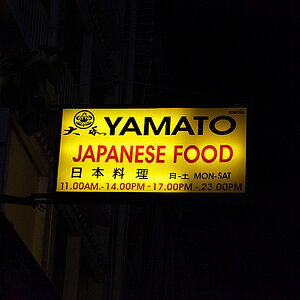 YAMATO
JAPANESE FOOD
日本料理 日-土 MON-SAT
11.00AM.-14.00PM-17.00PM.-23.00PM